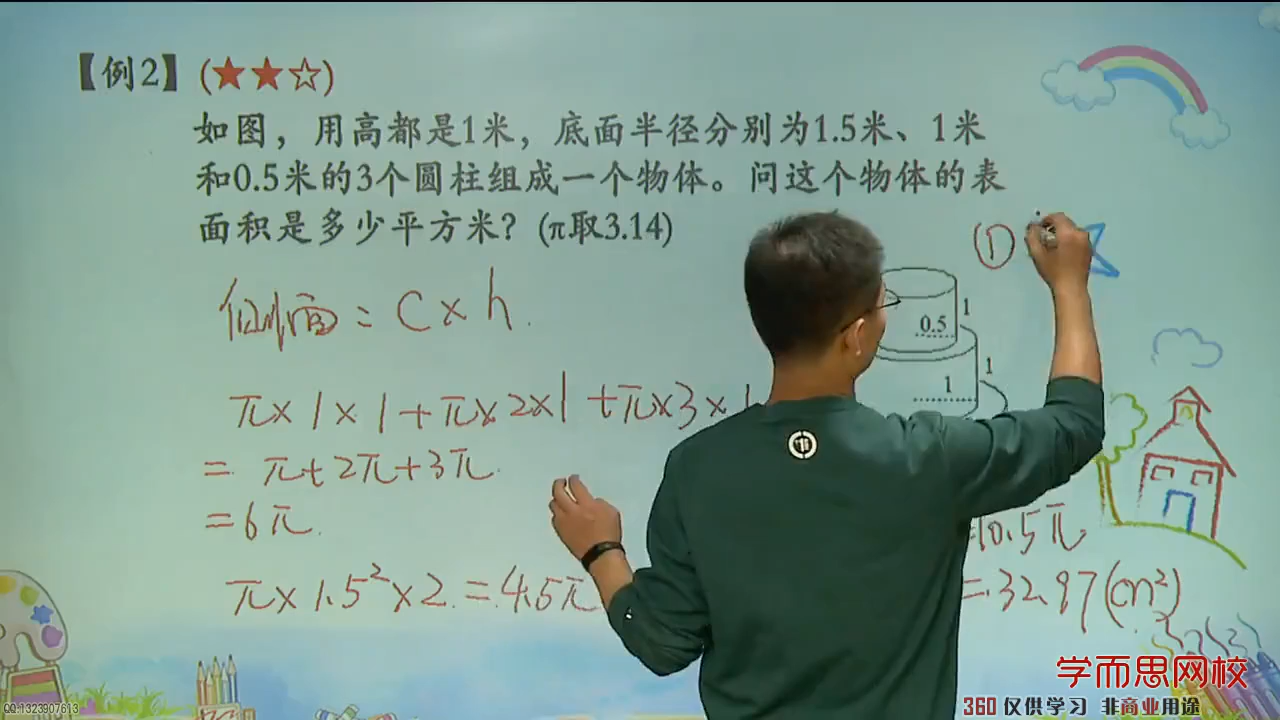 【例2】(★★☆)
如图，用高都是1米，底面半径分别为1.5米、1米
和0.5米的3个圆柱组成一个物体。问这个物体的表
面积是多少平方米？(π取3.14)
①
侧面=C×h.
0.5
1
1
1
π×1×1+π×2×1+π×3×1
=π+2π+3π
=6π.
=10.5π
π×1.5²×2.=4.5π
=32.97(cm²)
学而思网校
QQ:1323907613
360 仅供学习 非商业用途